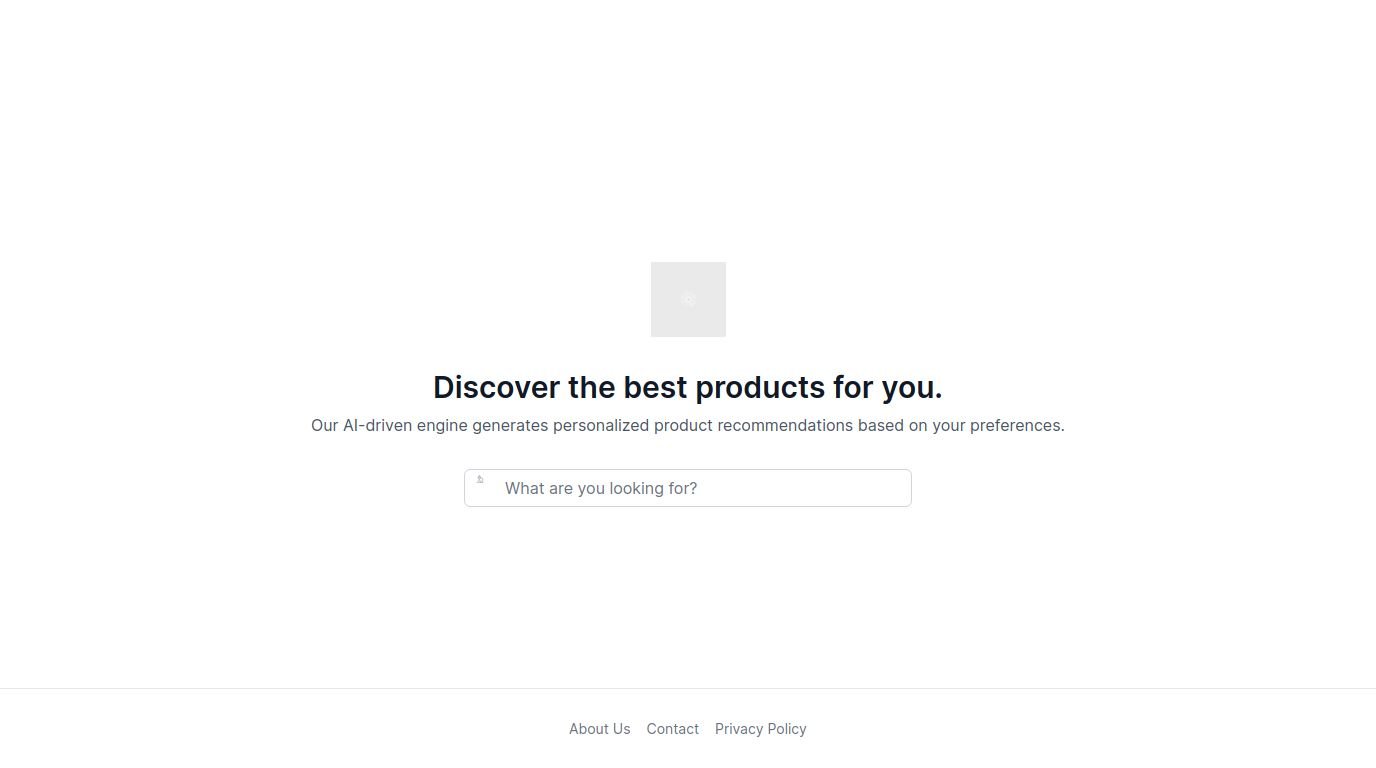 Discover the best products for you.
Our AI-driven engine generates personalized product recommendations based on your preferences.
What are you looking for?
About Us Contact Privacy Policy